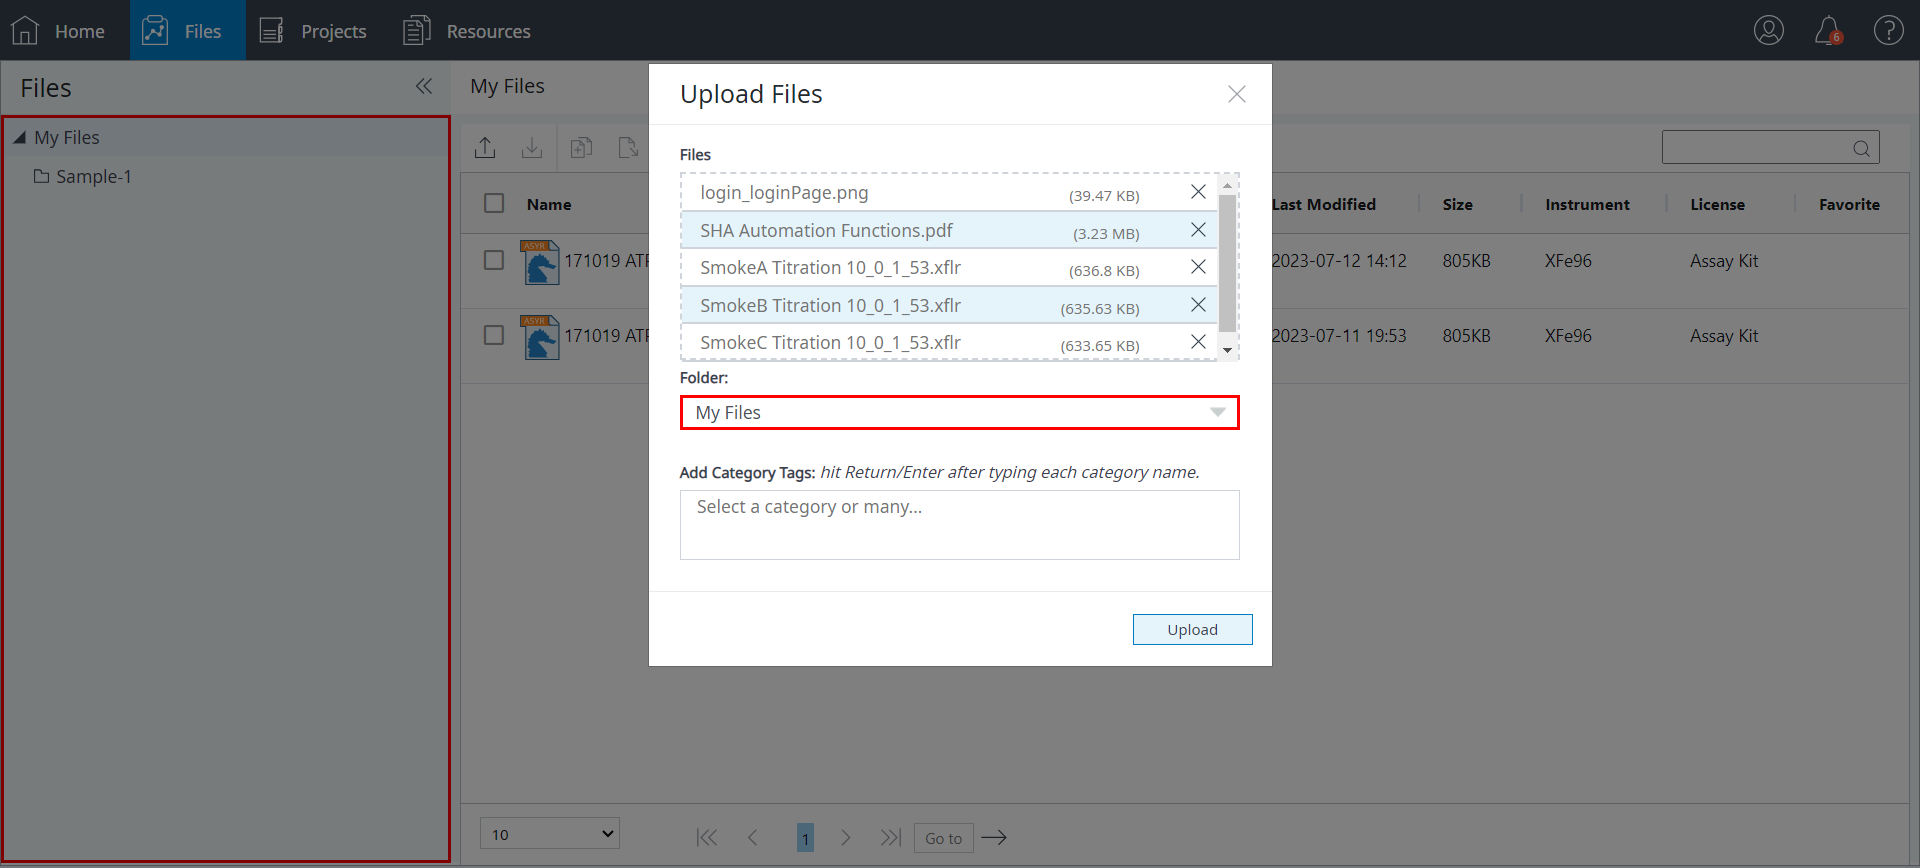 Home Files Projects Resources 6 ?
Files My Files
My Files
Sample-1
Name Last Modified Size Instrument License Favorite
ASYR 171019 2023-07-12 14:12 805KB XFe96 Assay Kit
ASYR 171019 2023-07-11 19:53 805KB XFe96 Assay Kit
10 1 Go to
Upload Files
Files
login_loginPage.png (39.47 KB)
SHA Automation Functions.pdf (3.23 MB)
SmokeA Titration 10_0_1_53.xflr (636.8 KB)
SmokeB Titration 10_0_1_53.xflr (635.63 KB)
SmokeC Titration 10_0_1_53.xflr (633.65 KB)
Folder:
My Files
Add Category Tags: hit Return/Enter after typing each category name.
Select a category or many...
Upload